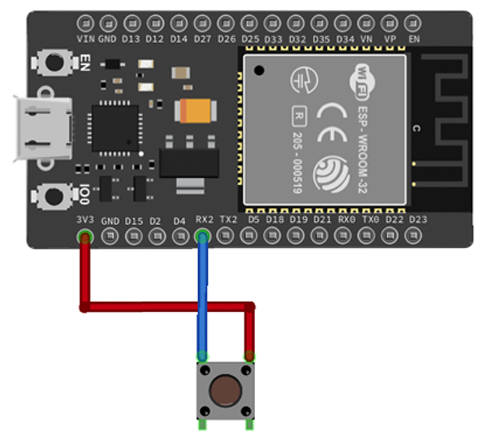 VIN GND D13 D12 D14 D27 D26 D25 D33 D32 D35 D34 VN VP EN
EN
WiFi
ESP-WROOM-32
CE
R
205-000519
C
IO0
3V3 GND D15 D2 D4 RX2 TX2 D5 D18 D19 D21 RX0 TX0 D22 D23